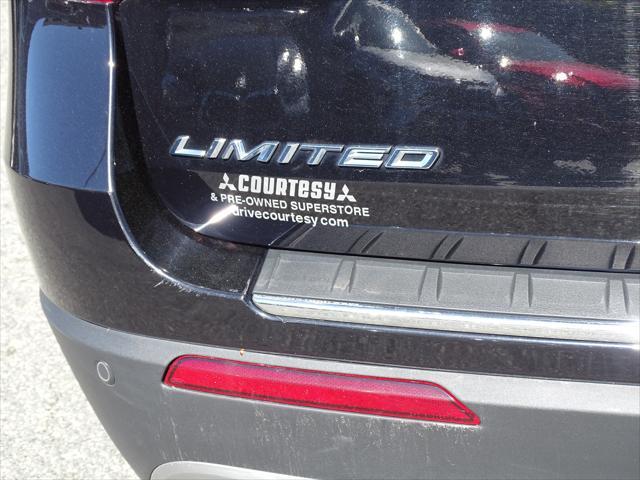 LIMITED
COURTESY
& PRE-OWNED SUPERSTORE
drivecourtesy.com